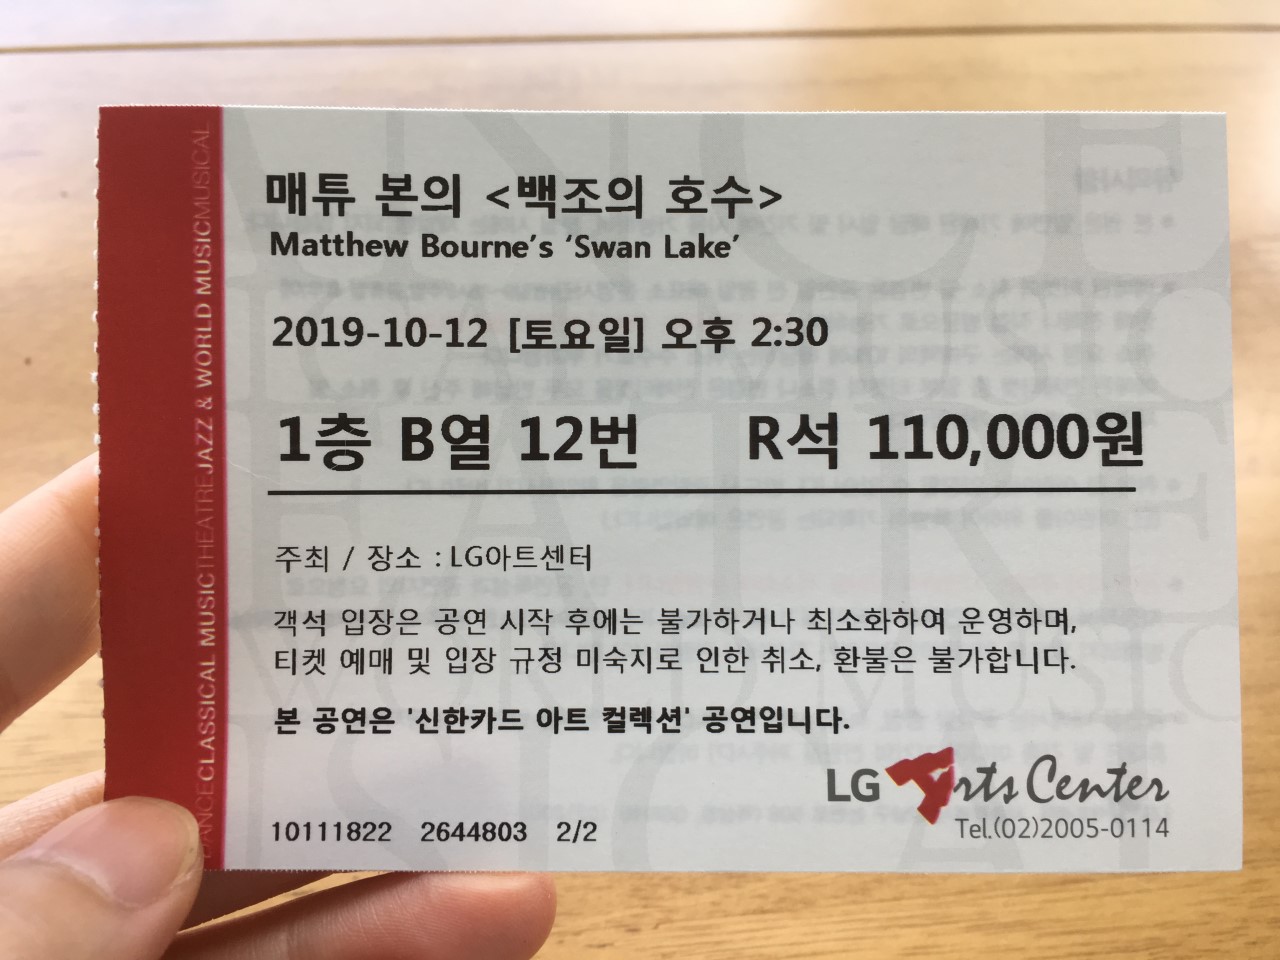 매튜 본의 <백조의 호수>
Matthew Bourne's 'Swan Lake'
2019-10-12 [토요일] 오후 2:30
1층 B열 12번 R석 110,000원
주최 / 장소 : LG아트센터
객석 입장은 공연 시작 후에는 불가하거나 최소화하여 운영하며,
티켓 예매 및 입장 규정 미숙지로 인한 취소, 환불은 불가합니다.
본 공연은 '신한카드 아트 컬렉션' 공연입니다.
LG Arts Center
Tel.(02)2005-0114
10111822 2644803 2/2
DANCECLASSICAL MUSICTHEATREJAZZ & WORLD MUSICMUSICAL